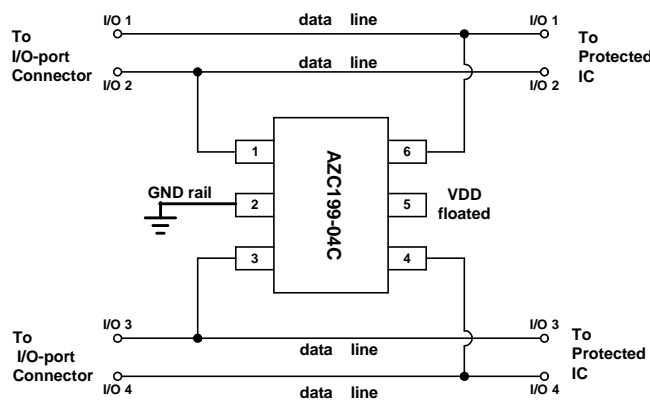 I/O 1 data line I/O 1
To
I/O-port
Connector
To
Protected
IC
I/O 2 data line I/O 2
1 6
GND rail 2 5 VDD
floated
3 4
AZC199-04C
I/O 3 data line I/O 3
To
I/O-port
Connector
To
Protected
IC
I/O 4 data line I/O 4